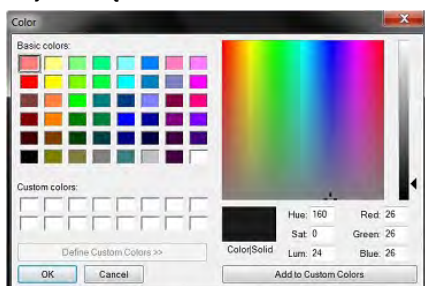 Color
Basic colors:
Custom colors:
Define Custom Colors >>
OK Cancel
Color|Solid
Hue: 160 Red: 26
Sat: 0 Green: 26
Lum: 24 Blue: 26
Add to Custom Colors